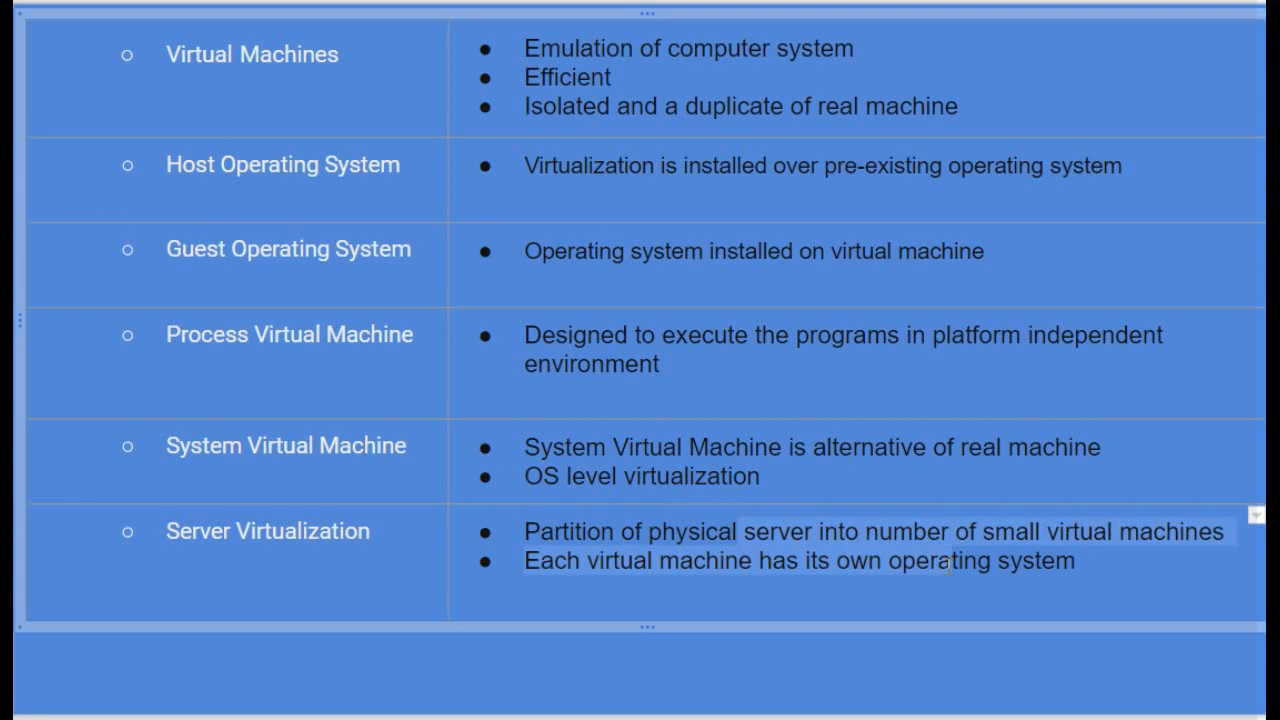 Virtual Machines
Emulation of computer system
Efficient
Isolated and a duplicate of real machine
Host Operating System
Virtualization is installed over pre-existing operating system
Guest Operating System
Operating system installed on virtual machine
Process Virtual Machine
Designed to execute the programs in platform independent
environment
System Virtual Machine
System Virtual Machine is alternative of real machine
OS level virtualization
Server Virtualization
Partition of physical server into number of small virtual machines
Each virtual machine has its own operating system